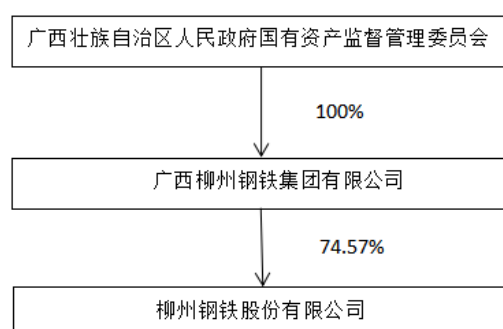 广西壮族自治区人民政府国有资产监督管理委员会
100%
广西柳州钢铁集团有限公司
74.57%
柳州钢铁股份有限公司